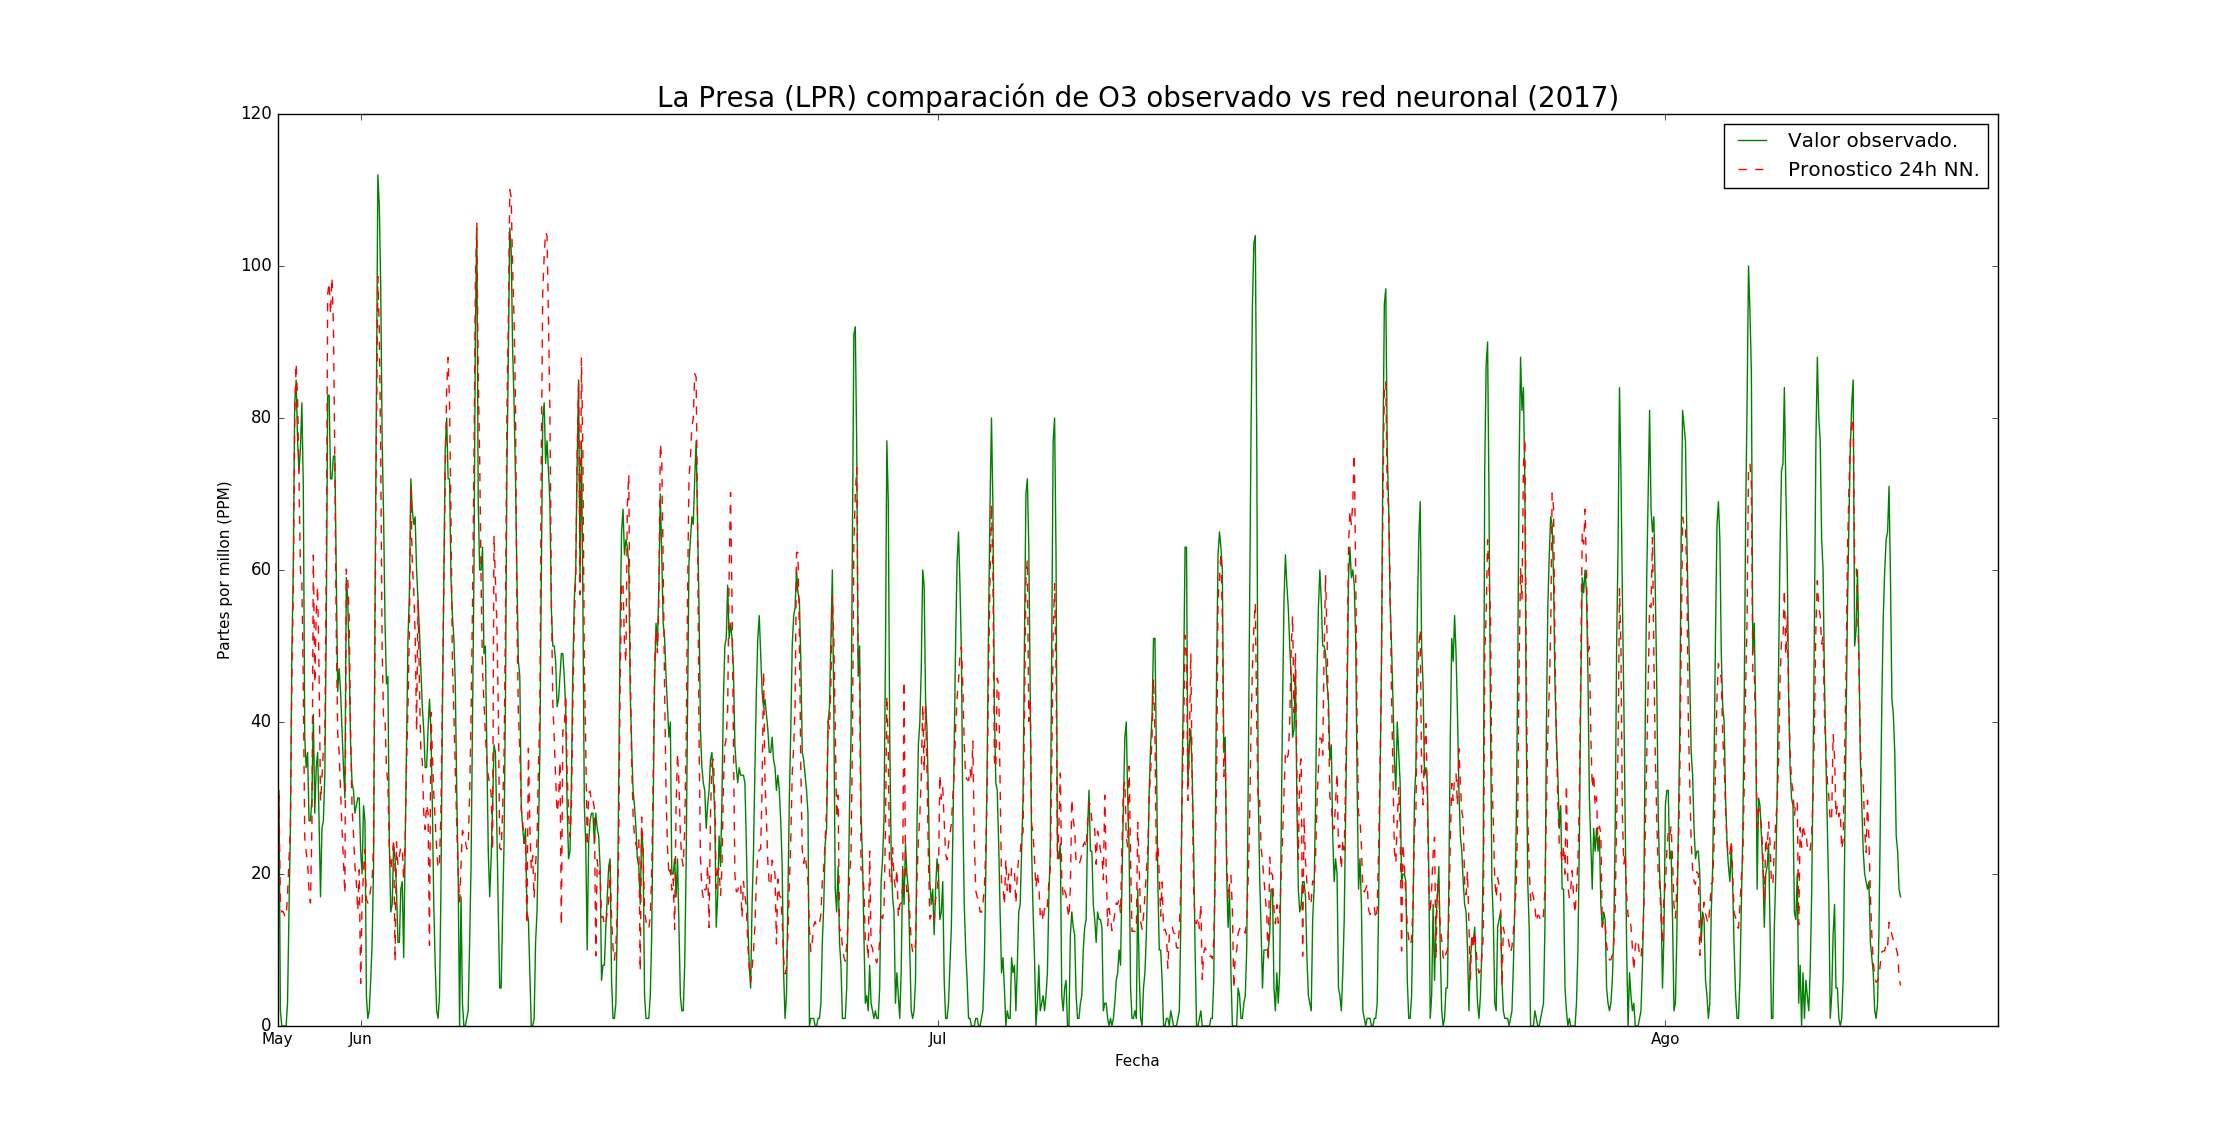 La Presa (LPR) comparación de O3 observado vs red neuronal (2017)
120
100
80
60
40
20
0
Partes por millon (PPM)
Valor observado.
Pronostico 24h NN.
May Jun Jul Ago
Fecha